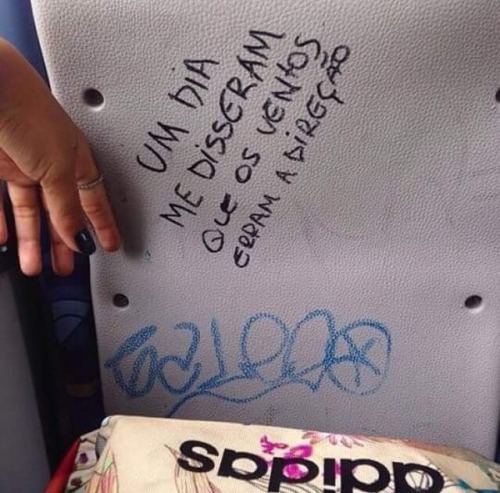 UM DIA
ME DISSERAM
QUE OS VENTOS
ERRAM A DIREÇÃO
adidas